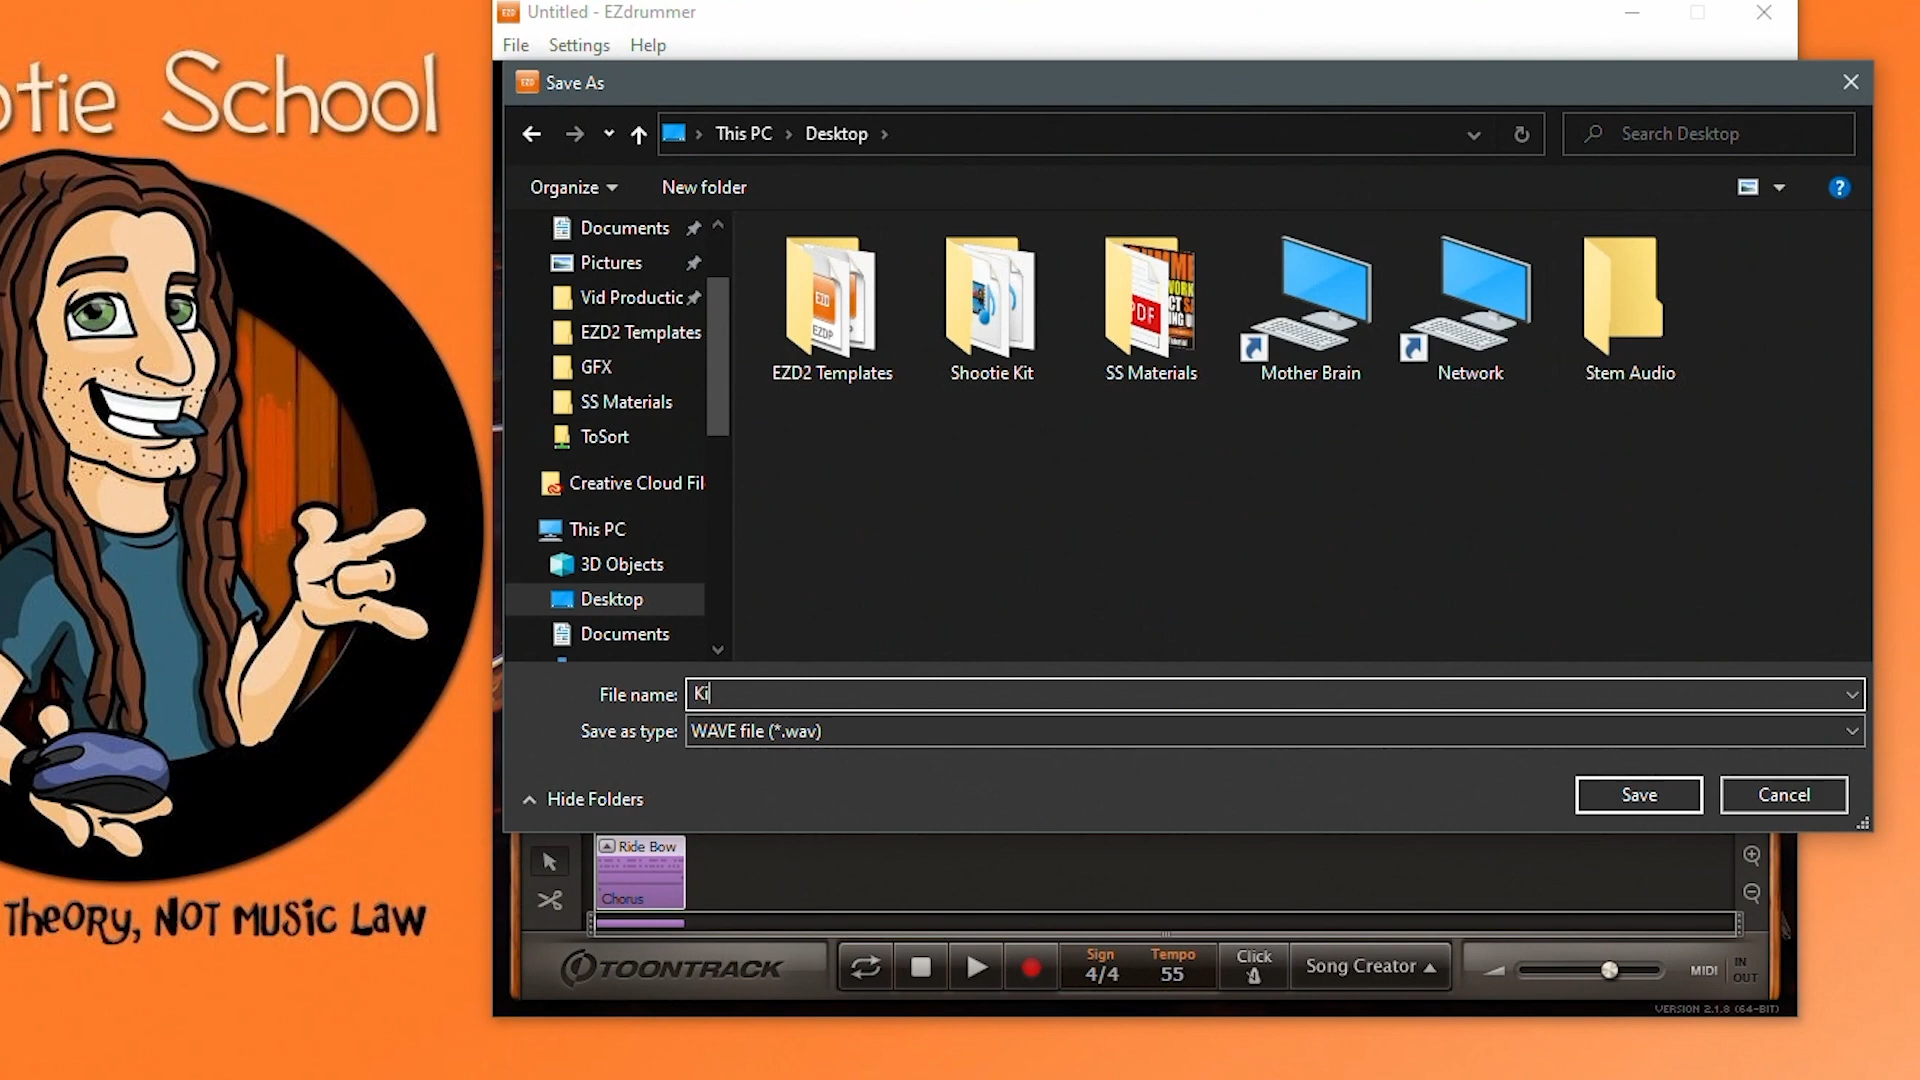 otie School
Theory, NOT MUSIC LAW
Untitled - EZdrummer
File Settings Help
EZD Save As
This PC Desktop
Search Desktop
Organize New folder
Documents
Pictures
Vid Productic
EZD2 Templates
GFX
SS Materials
ToSort
Creative Cloud Fil
This PC
3D Objects
Desktop
Documents
EZD
EZDP
PDF
EZD2 Templates
Shootie Kit
SS Materials
Mother Brain
Network
Stem Audio
File name: Ki
Save as type: WAVE file (*.wav)
Hide Folders
Save Cancel
Ride Bow
Chorus
TOONTRACK
Sign
4/4
Tempo
55
Click
Song Creator
MIDI
IN
OUT
VERSION 2.1.8 (64-BIT)